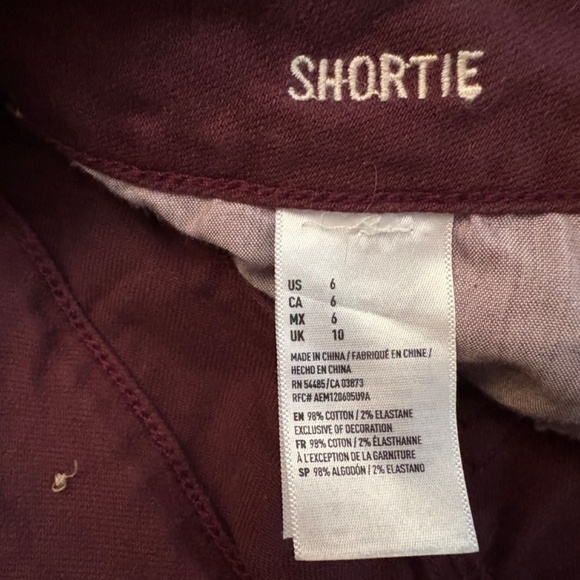 SHORTIE
US 6
CA 6
MX 6
UK 10
MADE IN CHINA / FABRIQUÉ EN CHINE /
HECHO EN CHINA
RN 54485/CA 03873
RFC# AEM120605U9A
EN 98% COTTON / 2% ELASTANE
EXCLUSIVE OF DECORATION
FR 98% COTON / 2% ÉLASTHANNE
À L'EXCEPTION DE LA GARNITURE
SP 98% ALGODÓN / 2% ELASTANO